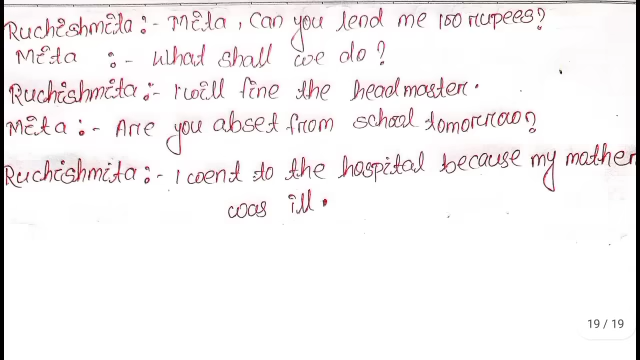 Ruchishmita:- Mita, Can you lend me 100 rupees?
Mita :- What shall we do?
Ruchishmita:- I will fine the headmaster.
Mita :- Are you abset from school tomorrow?
Ruchishmita:- I went to the hospital because my mother
was ill.
19 / 19